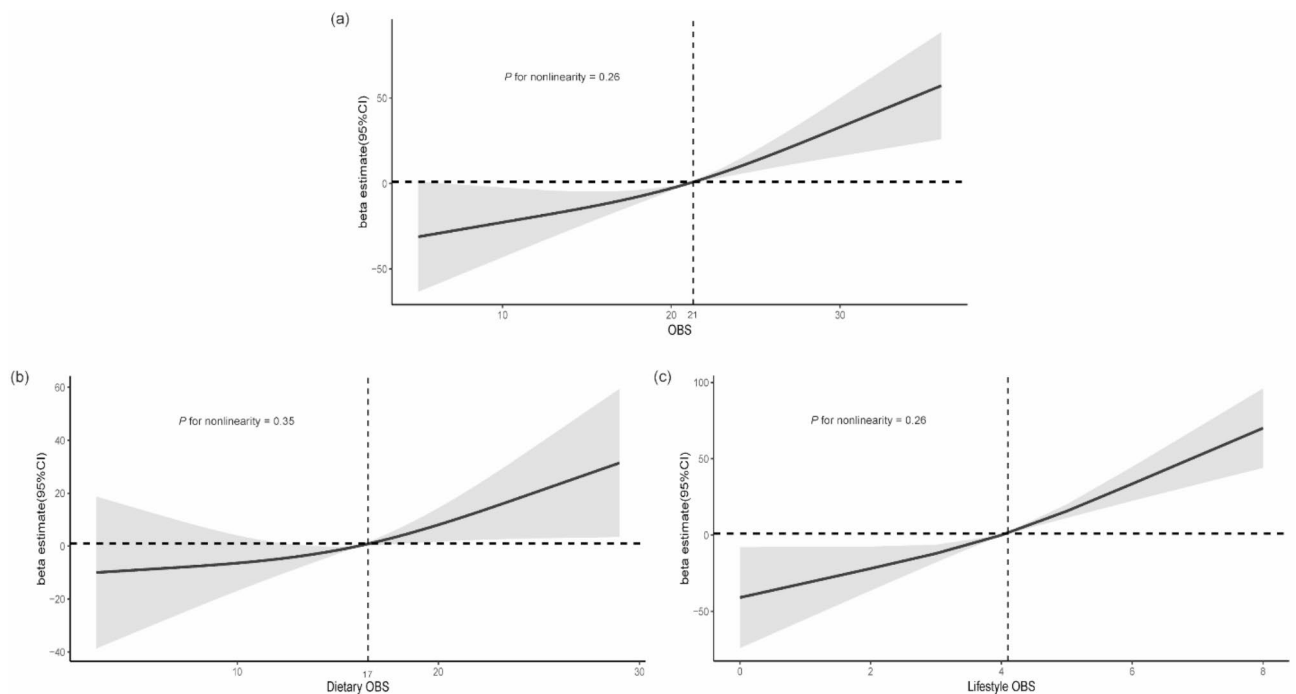 (a)
P for nonlinearity = 0.26
beta estimate(95%CI)
50
0
−50
10
20
21
30
OBS
(b)
P for nonlinearity = 0.35
beta estimate(95%CI)
60
40
20
0
−20
−40
10
17
20
30
Dietary OBS
(c)
P for nonlinearity = 0.26
beta estimate(95%CI)
100
50
0
−50
0
2
4
6
8
Lifestyle OBS